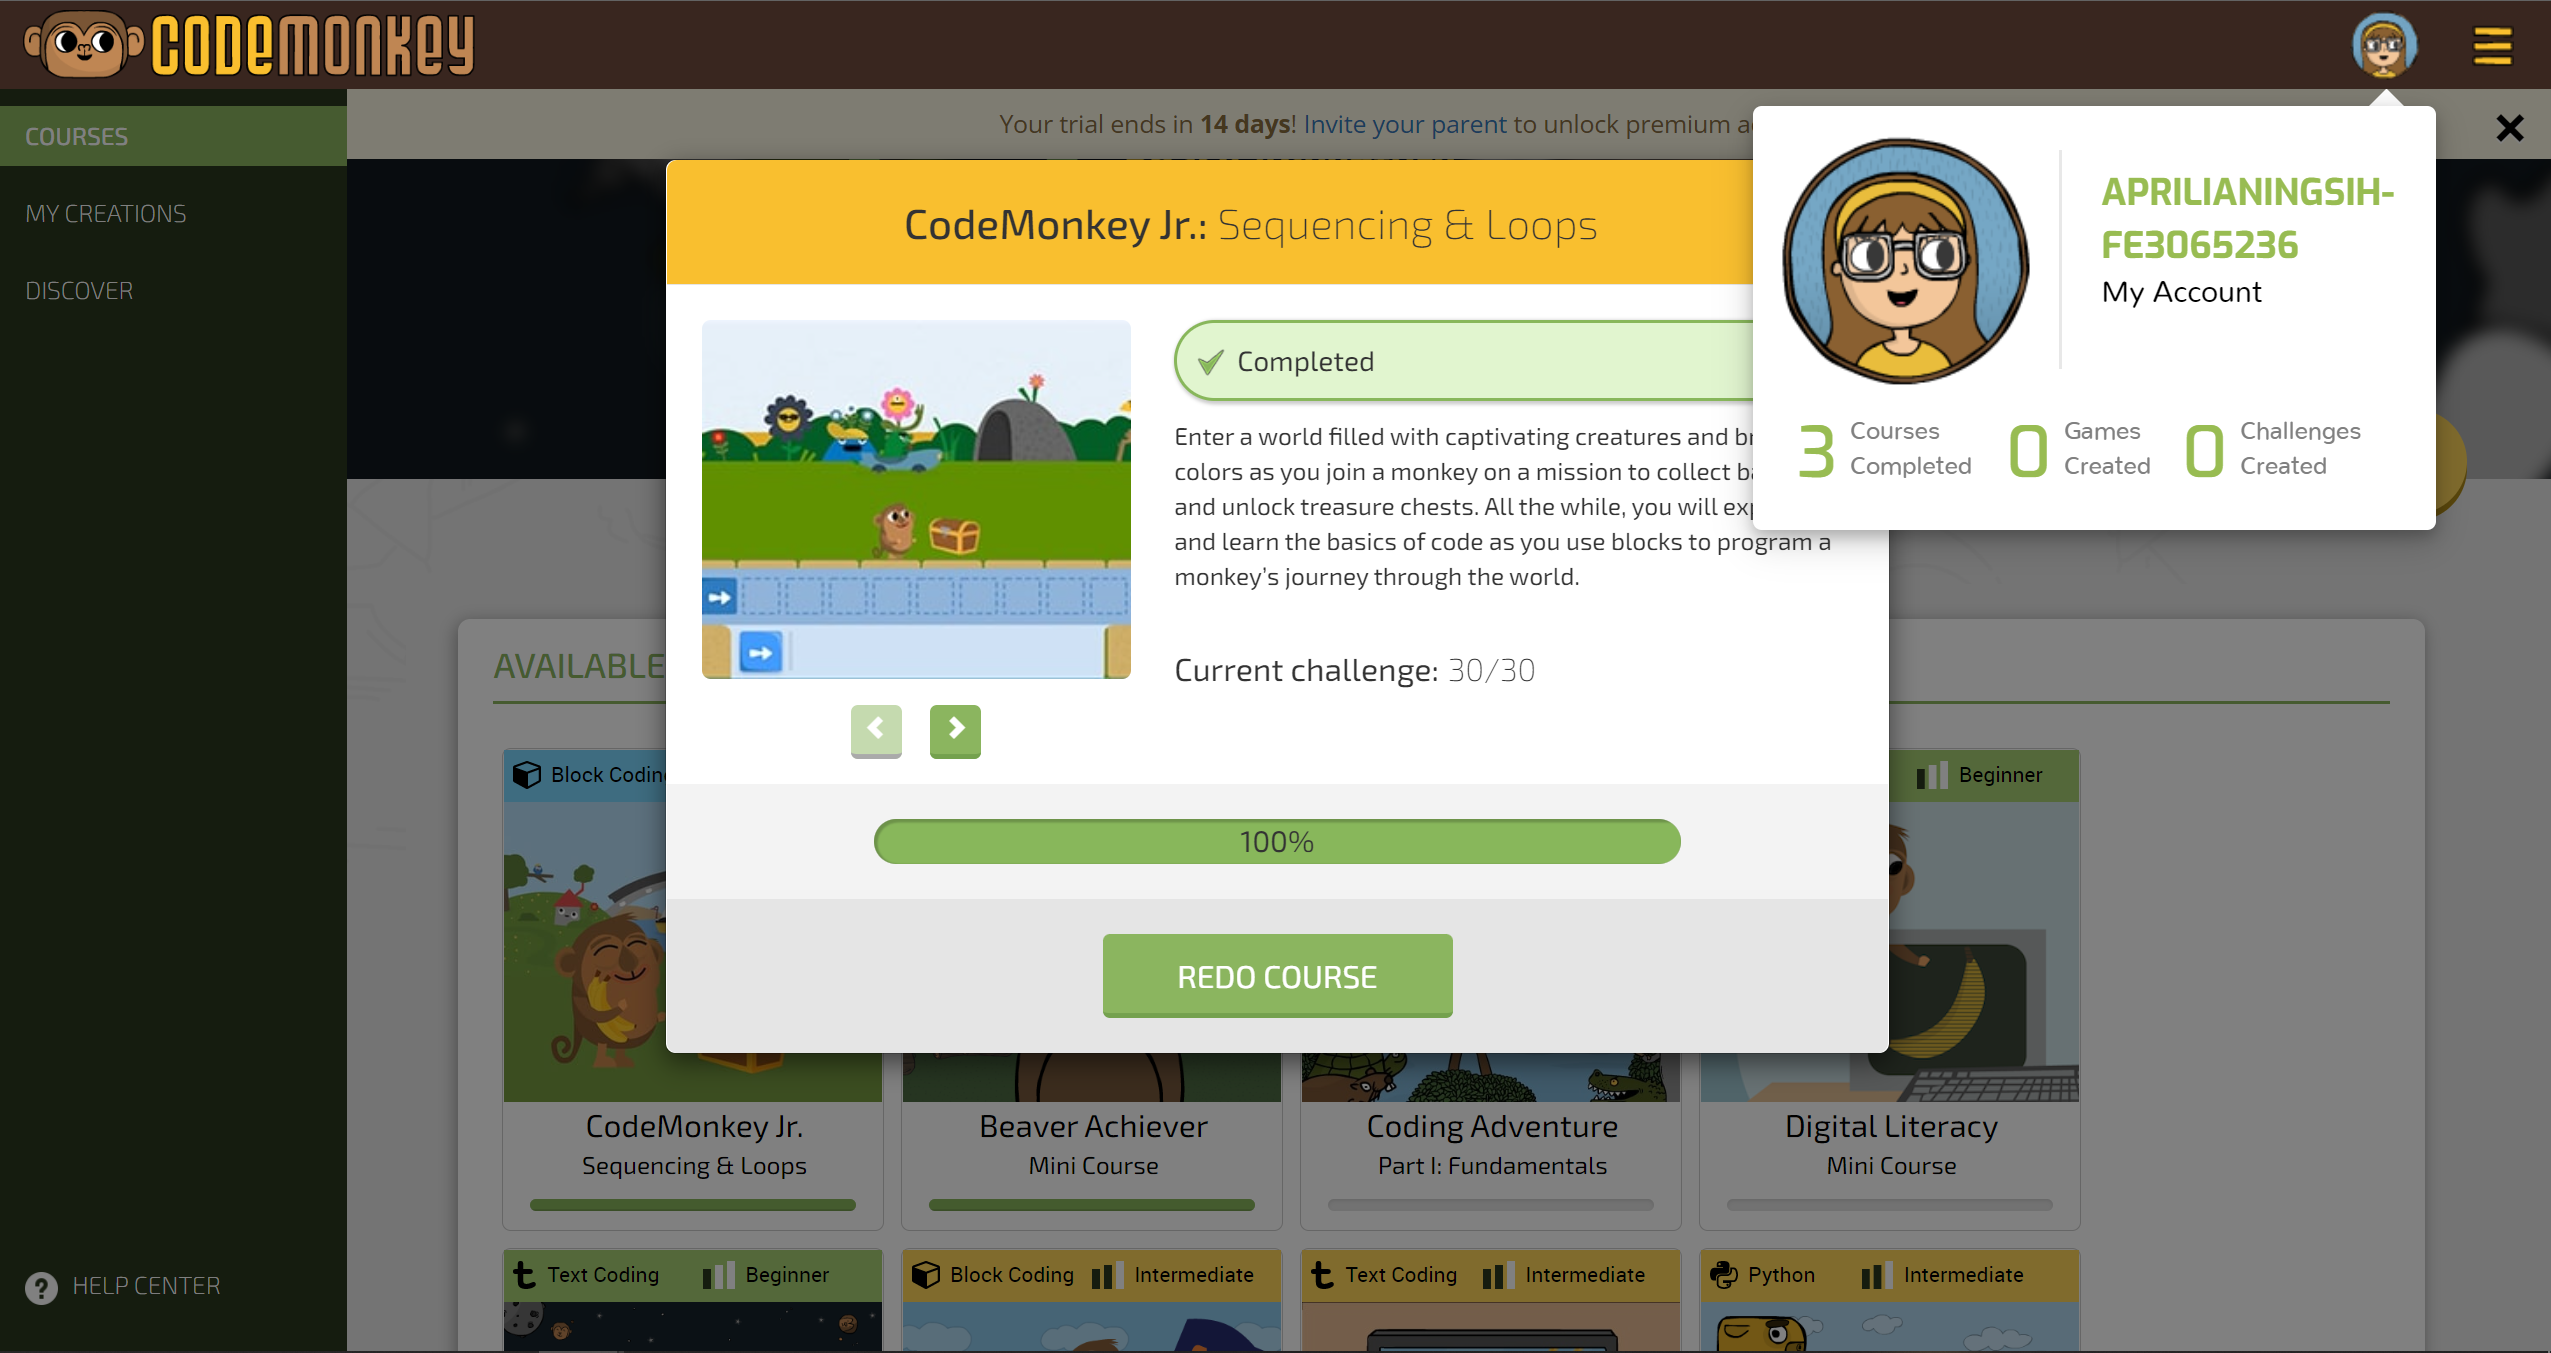 CODEMONKEY
COURSES
MY CREATIONS
DISCOVER
HELP CENTER
Your trial ends in 14 days! Invite your parent to unlock premium
APRILIANINGSIH-
FE3065236
My Account
3 Courses Completed
0 Games Created
0 Challenges Created
CodeMonkey Jr.: Sequencing & Loops
Completed
Enter a world filled with captivating creatures and
colors as you join a monkey on a mission to collect
and unlock treasure chests. All the while, you will
and learn the basics of code as you use blocks to program a
monkey’s journey through the world.
Current challenge: 30/30
100%
REDO COURSE
AVAILABLE
Block Coding
Beginner
CodeMonkey Jr.
Sequencing & Loops
Beaver Achiever
Mini Course
Coding Adventure
Part I: Fundamentals
Digital Literacy
Mini Course
Text Coding Beginner
Block Coding Intermediate
Text Coding Intermediate
Python Intermediate